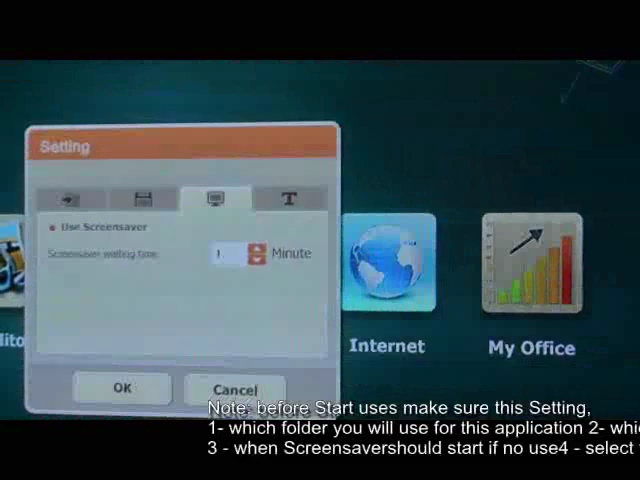 Setting
Use Screensaver
Screensaver waiting time:
1
Minute
Internet
My Office
OK
Cancel
Note: before Start uses make sure this Setting,
1- which folder you will use for this application 2- whic
3 - when Screensavershould start if no use4 - select